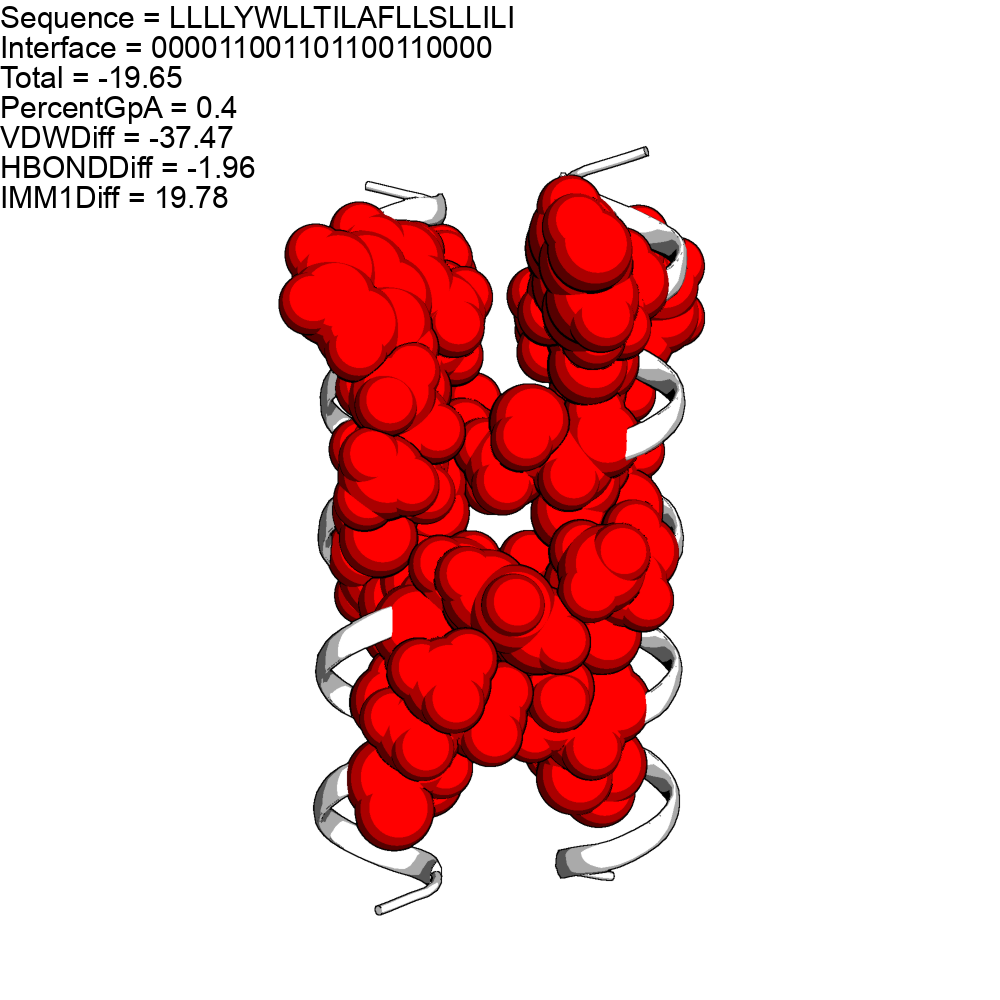 Sequence = LLLLYWLLTILAFLLSLLILI
Interface = 000011001101100110000
Total = -19.65
PercentGpA = 0.4
VDWDiff = -37.47
HBONDDiff = -1.96
IMM1Diff = 19.78